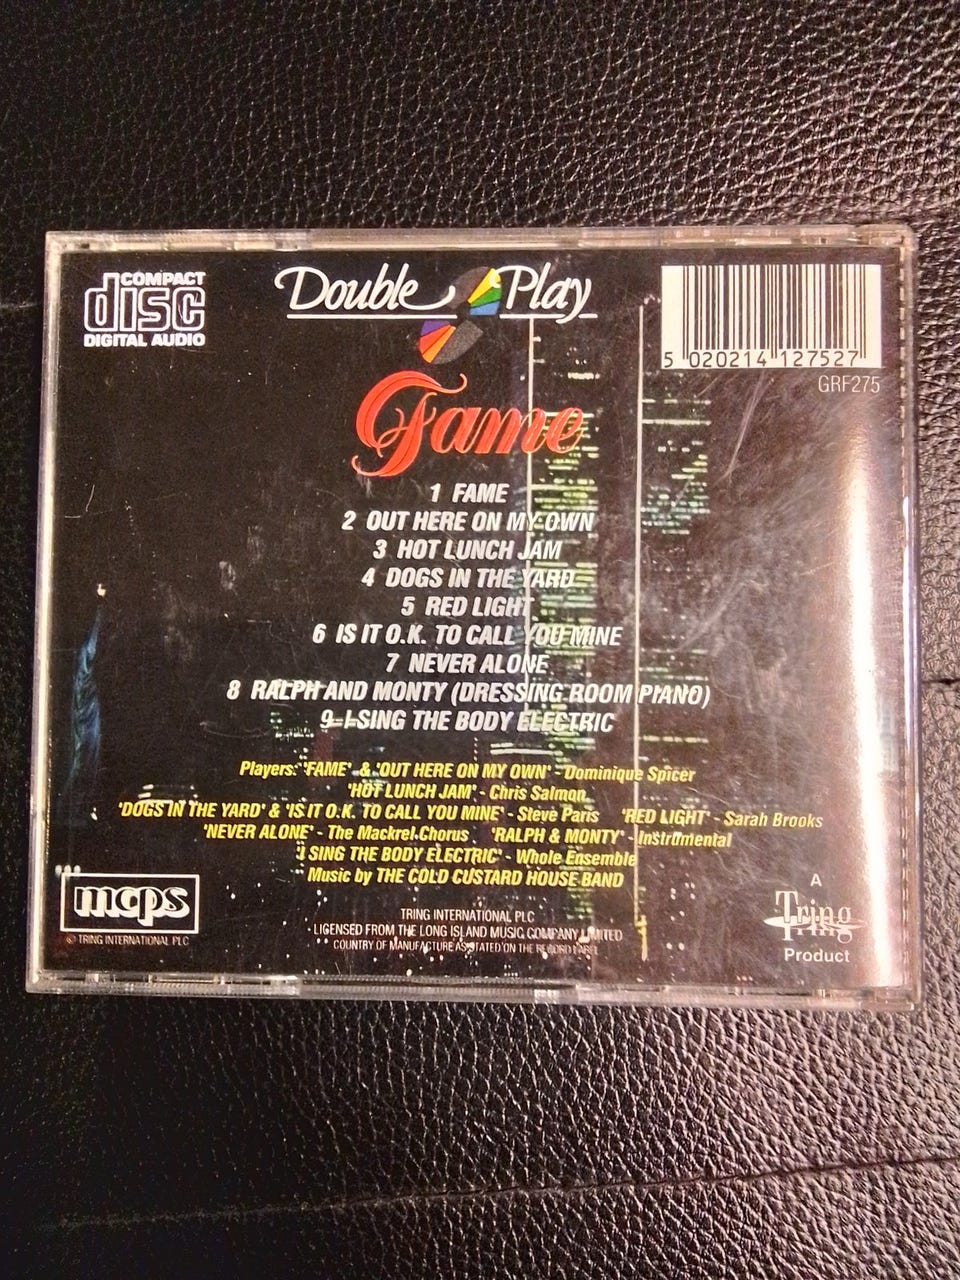 COMPACT
disc
DIGITAL AUDIO
Double Play
5 020214 127527
GRF275
Fame
1 FAME
2 OUT HERE ON MY OWN
3 HOT LUNCH JAM
4 DOGS IN THE YARD
5 RED LIGHT
6 IS IT O.K. TO CALL YOU MINE
7 NEVER ALONE
8 RALPH AND MONTY (DRESSING ROOM PIANO)
9 I SING THE BODY ELECTRIC
Players: 'FAME' & 'OUT HERE ON MY OWN' - Dominique Spicer
'HOT LUNCH JAM' - Chris Salmon
'DOGS IN THE YARD' & 'IS IT O.K. TO CALL YOU MINE' - Steve Paris 'RED LIGHT' - Sarah Brooks
'NEVER ALONE' - The Mackrel Chorus 'RALPH & MONTY' - Instrumental
'I SING THE BODY ELECTRIC' - Whole Ensemble
Music by THE COLD CUSTARD HOUSE BAND
mcps
© TRING INTERNATIONAL PLC
TRING INTERNATIONAL PLC
LICENSED FROM THE LONG ISLAND MUSIC COMPANY LIMITED
COUNTRY OF MANUFACTURE AS STATED ON THE RECORD LABEL
A
Tring
Product